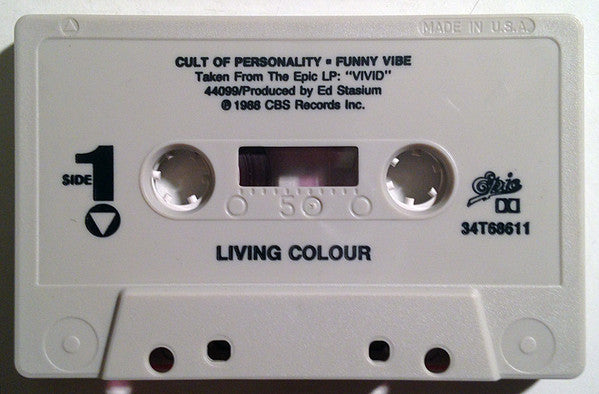 MADE IN U.S.A.
CULT OF PERSONALITY ▪ FUNNY VIBE
Taken From The Epic LP: "VIVID"
44099/Produced by Ed Stasium
℗ 1988 CBS Records Inc.
SIDE 1
50
Epic
34T68611
LIVING COLOUR